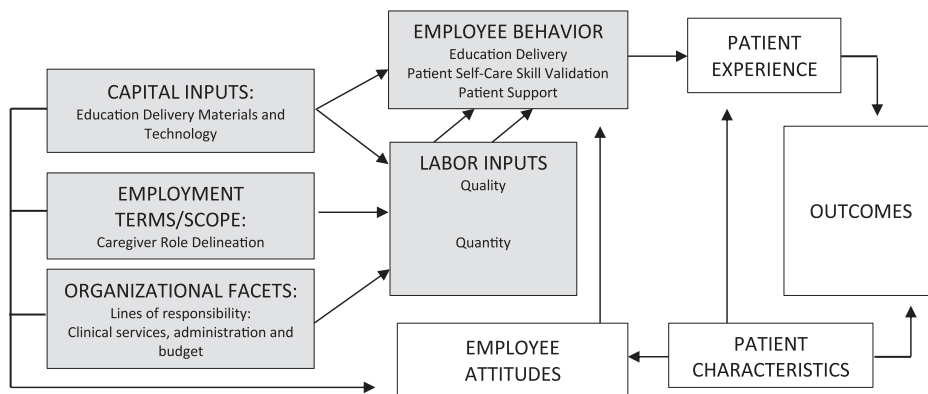 CAPITAL INPUTS:
Education Delivery Materials and
Technology
EMPLOYMENT
TERMS/SCOPE:
Caregiver Role Delineation
ORGANIZATIONAL FACETS:
Lines of responsibility:
Clinical services, administration and
budget
EMPLOYEE BEHAVIOR
Education Delivery
Patient Self-Care Skill Validation
Patient Support
LABOR INPUTS
Quality
Quantity
EMPLOYEE
ATTITUDES
PATIENT
EXPERIENCE
OUTCOMES
PATIENT
CHARACTERISTICS